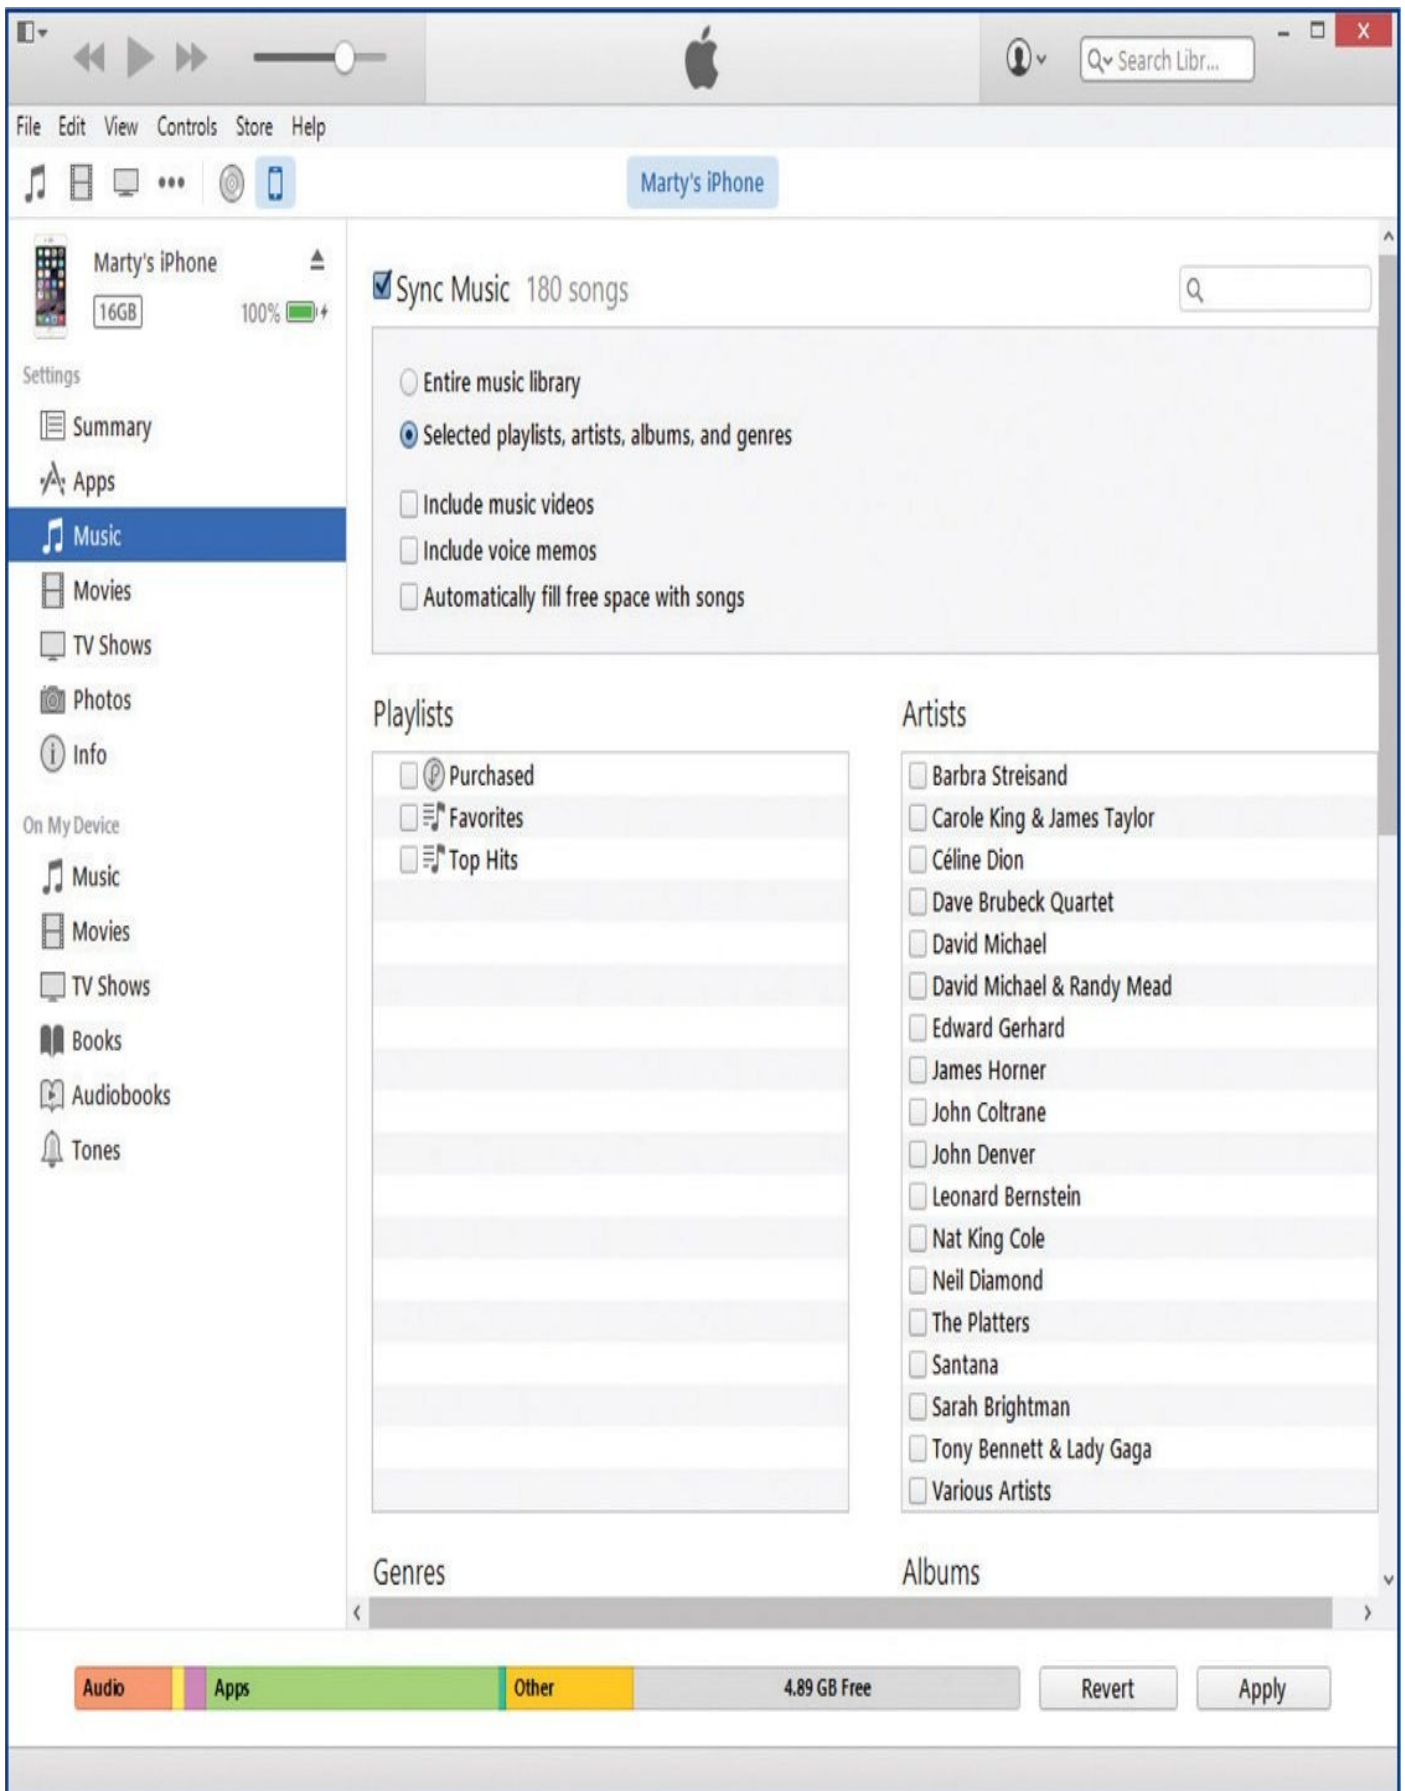 Search Libr...
X
File Edit View Controls Store Help
Marty's iPhone
Marty's iPhone
16GB 100%
Settings
Summary
Apps
Music
Movies
TV Shows
Photos
Info
On My Device
Music
Movies
TV Shows
Books
Audiobooks
Tones
Sync Music 180 songs
Entire music library
Selected playlists, artists, albums, and genres
Include music videos
Include voice memos
Automatically fill free space with songs
Playlists
Purchased
Favorites
Top Hits
Artists
Barbra Streisand
Carole King & James Taylor
Céline Dion
Dave Brubeck Quartet
David Michael
David Michael & Randy Mead
Edward Gerhard
James Horner
John Coltrane
John Denver
Leonard Bernstein
Nat King Cole
Neil Diamond
The Platters
Santana
Sarah Brightman
Tony Bennett & Lady Gaga
Various Artists
Genres
Albums
Audio Apps Other 4.89 GB Free Revert Apply